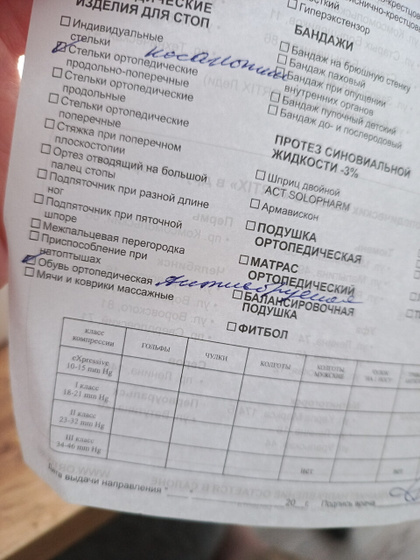 ИЗДЕЛИЯ ДЛЯ СТОП
Индивидуальные
стельки
Стельки ортопедические
продольно-поперечные
Стельки ортопедические
продольные
Стельки ортопедические
поперечные
Стяжка при поперечном
плоскостопии
Ортез отводящий на большой
палец стопы
Подпяточник при разной длине
ног
Подпяточник при пяточной
шпоре
Межпальцевая перегородка
Приспособление при
натоптышах
Обувь ортопедическая
Мячи и коврики массажные
Гиперэкстензор
БАНДАЖИ
Бандаж на брюшную стенку
Бандаж паховый
Бандаж при опущении
внутренних органов
Бандаж пупочный детский
Бандаж до- и послеродовый
ПРОТЕЗ СИНОВИАЛЬНОЙ
ЖИДКОСТИ -3%
Шприц двойной
ACT SOLOPHARM
Армавискон
ПОДУШКА
ОРТОПЕДИЧЕСКАЯ
МАТРАС
ОРТОПЕДИЧЕСКИЙ
БАЛАНСИРОВОЧНАЯ
ПОДУШКА
ФИТБОЛ
класс
компрессии
ГОЛЬФЫ
ЧУЛКИ
КОЛГОТЫ
КОЛГОТЫ
МУЖСКИЕ
10-15 mm Hg
I класс
18-21 mm Hg
II класс
23-32 mm Hg
III класс
34-46 mm Hg
выдачи направления "
20
Подпись врача